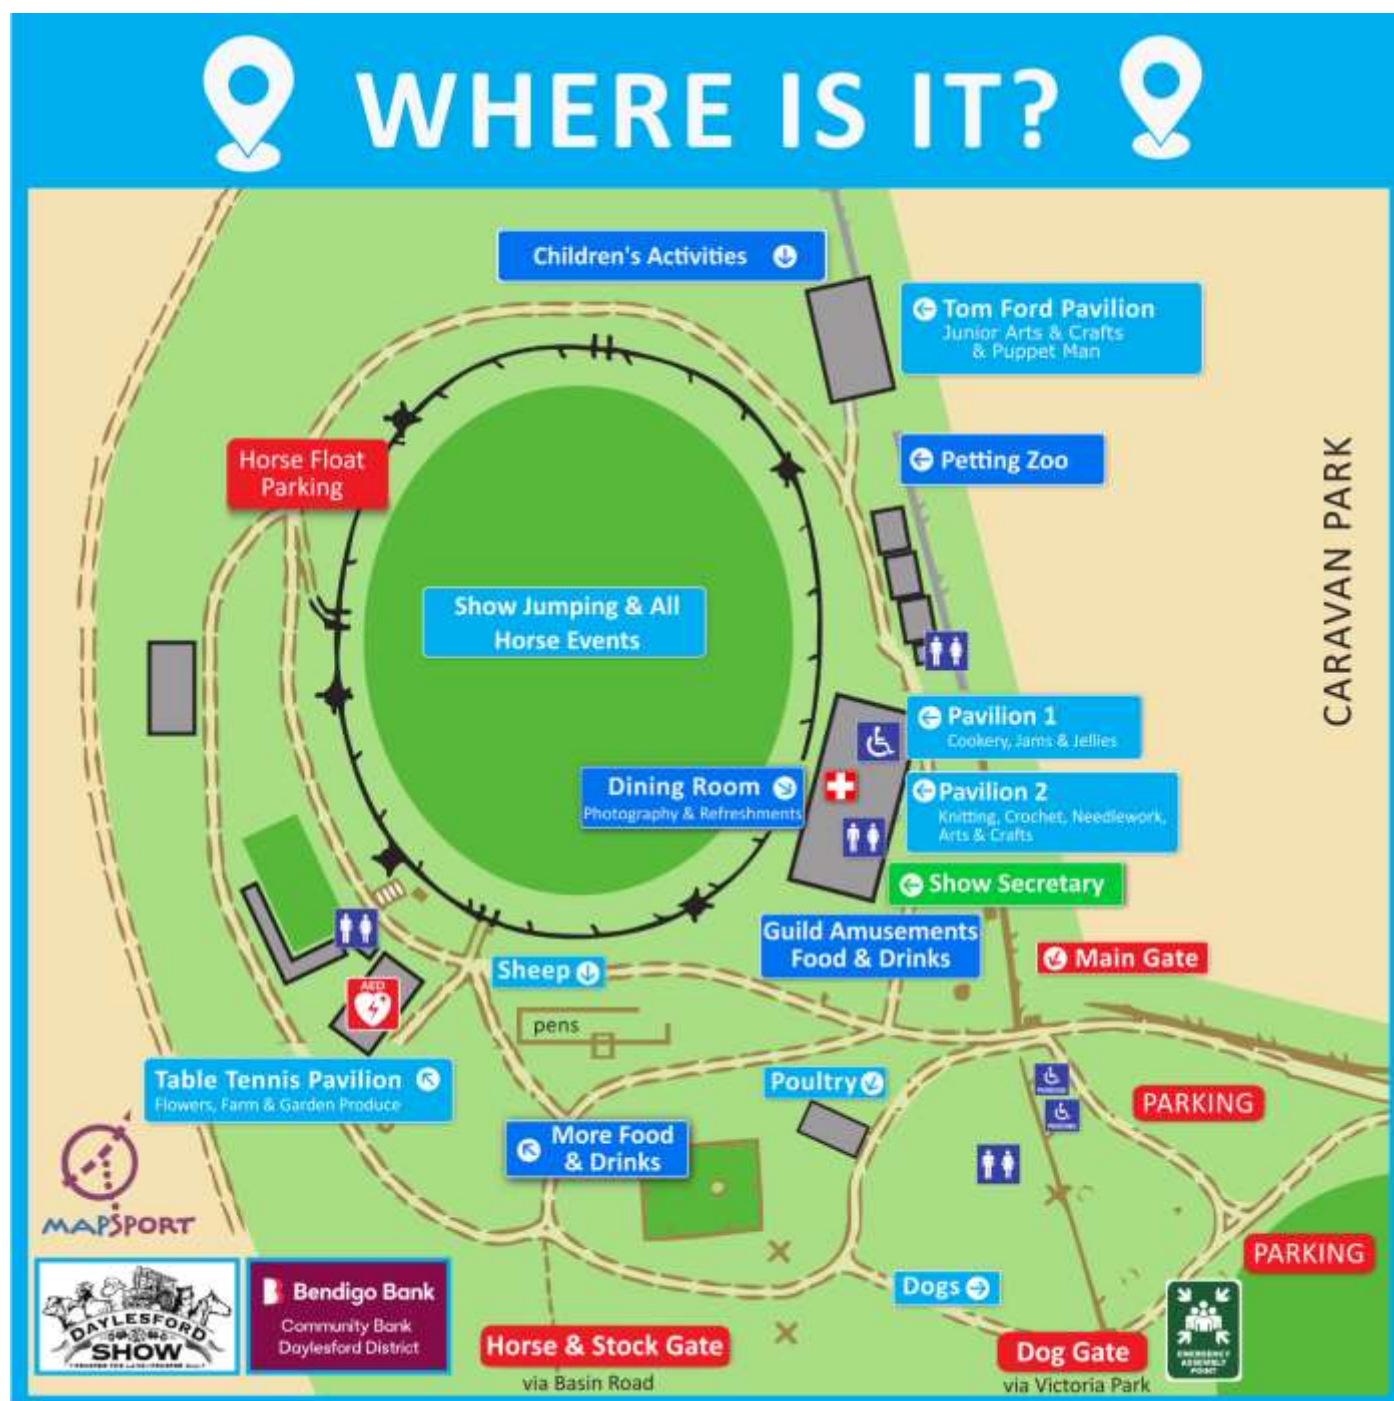 WHERE IS IT?
Children's Activities
Tom Ford Pavilion
Junior Arts & Crafts
& Puppet Man
Horse Float
Parking
Petting Zoo
CARAVAN PARK
Show Jumping & All
Horse Events
Pavilion 1
Cookery, Jams & Jellies
Dining Room
Photography & Refreshments
Pavilion 2
Knitting, Crochet, Needlework,
Arts & Crafts
Show Secretary
Guild Amusements
Food & Drinks
Main Gate
Sheep
AED
pens
Table Tennis Pavilion
Flowers, Farm & Garden Produce
Poultry
PARKING
More Food
& Drinks
MAPSPORT
PARKING
Dogs
DAYLESFORD
SHOW
Bendigo Bank
Community Bank
Daylesford District
Horse & Stock Gate
via Basin Road
Dog Gate
via Victoria Park
EMERGENCY
ASSEMBLY
POINT